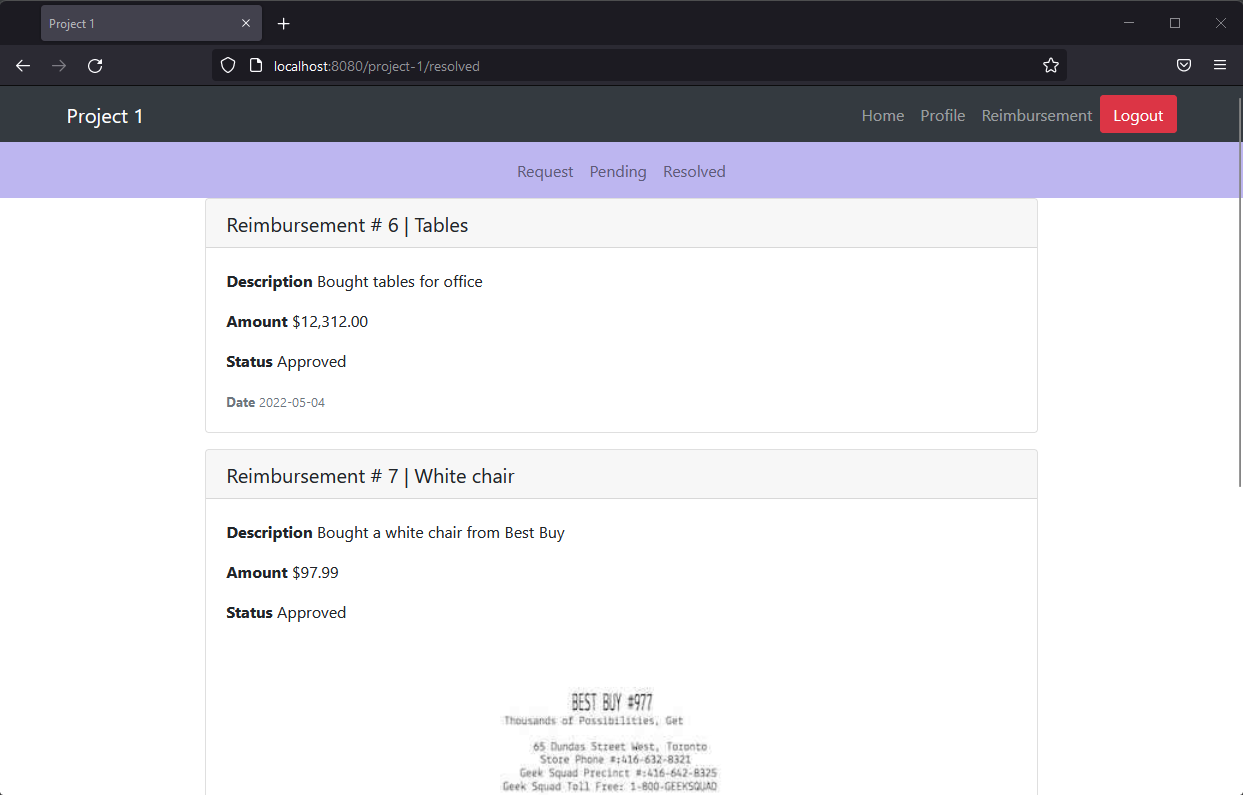 Project 1
localhost:8080/project-1/resolved
Project 1
Home Profile Reimbursement Logout
Request Pending Resolved
Reimbursement # 6 | Tables
Description Bought tables for office
Amount $12,312.00
Status Approved
Date 2022-05-04
Reimbursement # 7 | White chair
Description Bought a white chair from Best Buy
Amount $97.99
Status Approved
BEST BUY #977
Thousands of Possibilities, Get
65 Dundas Street West, Toronto
Store Phone #:416-632-8321
Geek Squad Precinct #:416-642-8325
Geek Squad Toll Free: 1-800-GEEKSQUAD